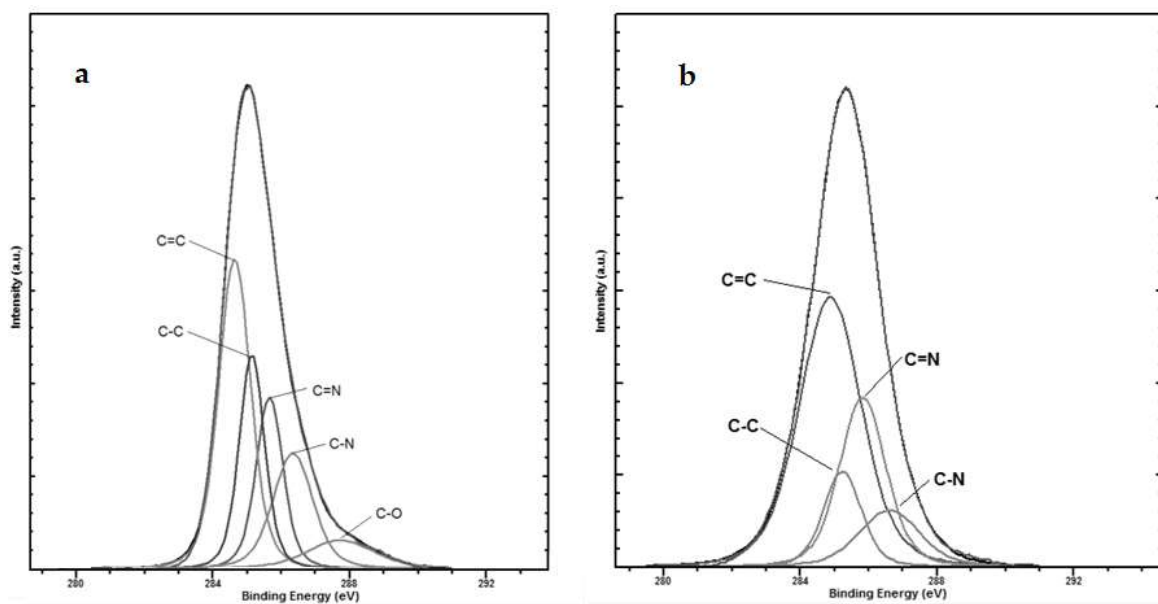 a
C=C
C-C
C=N
C-N
C-O
Intensity (a.u.)
280
284
288
292
Binding Energy (eV)
b
C=C
C=N
C-C
C-N
Intensity (a.u.)
280
284
288
292
Binding Energy (eV)